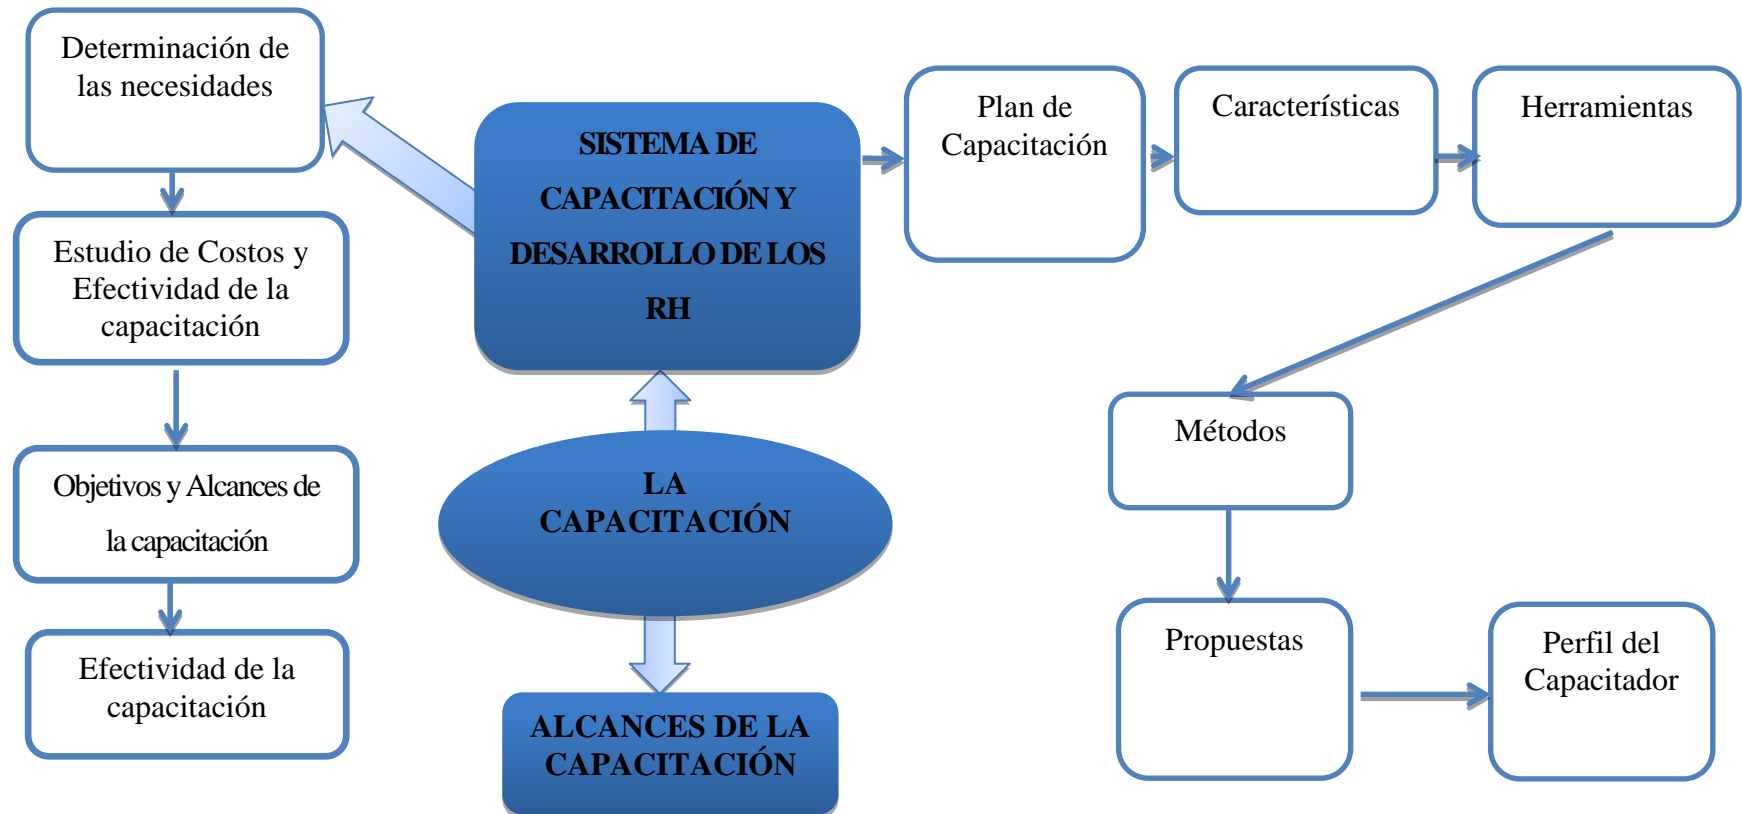 Determinación de
las necesidades
Estudio de Costos y
Efectividad de la
capacitación
Objetivos y Alcances de
la capacitación
Efectividad de la
capacitación
SISTEMA DE
CAPACITACIÓN Y
DESARROLLO DE LOS
RH
LA
CAPACITACIÓN
ALCANCES DE LA
CAPACITACIÓN
Plan de
Capacitación
Características
Herramientas
Métodos
Propuestas
Perfil del
Capacitador